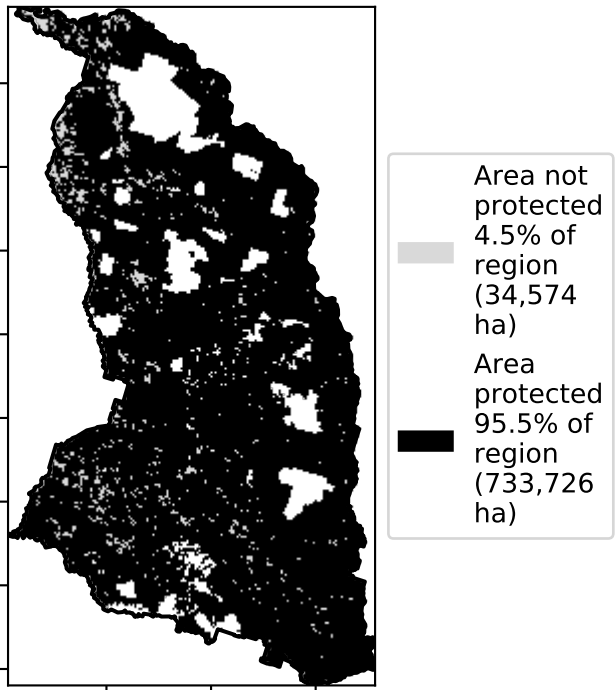 Area not
protected
4.5% of
region
(34,574
ha)
Area
protected
95.5% of
region
(733,726
ha)